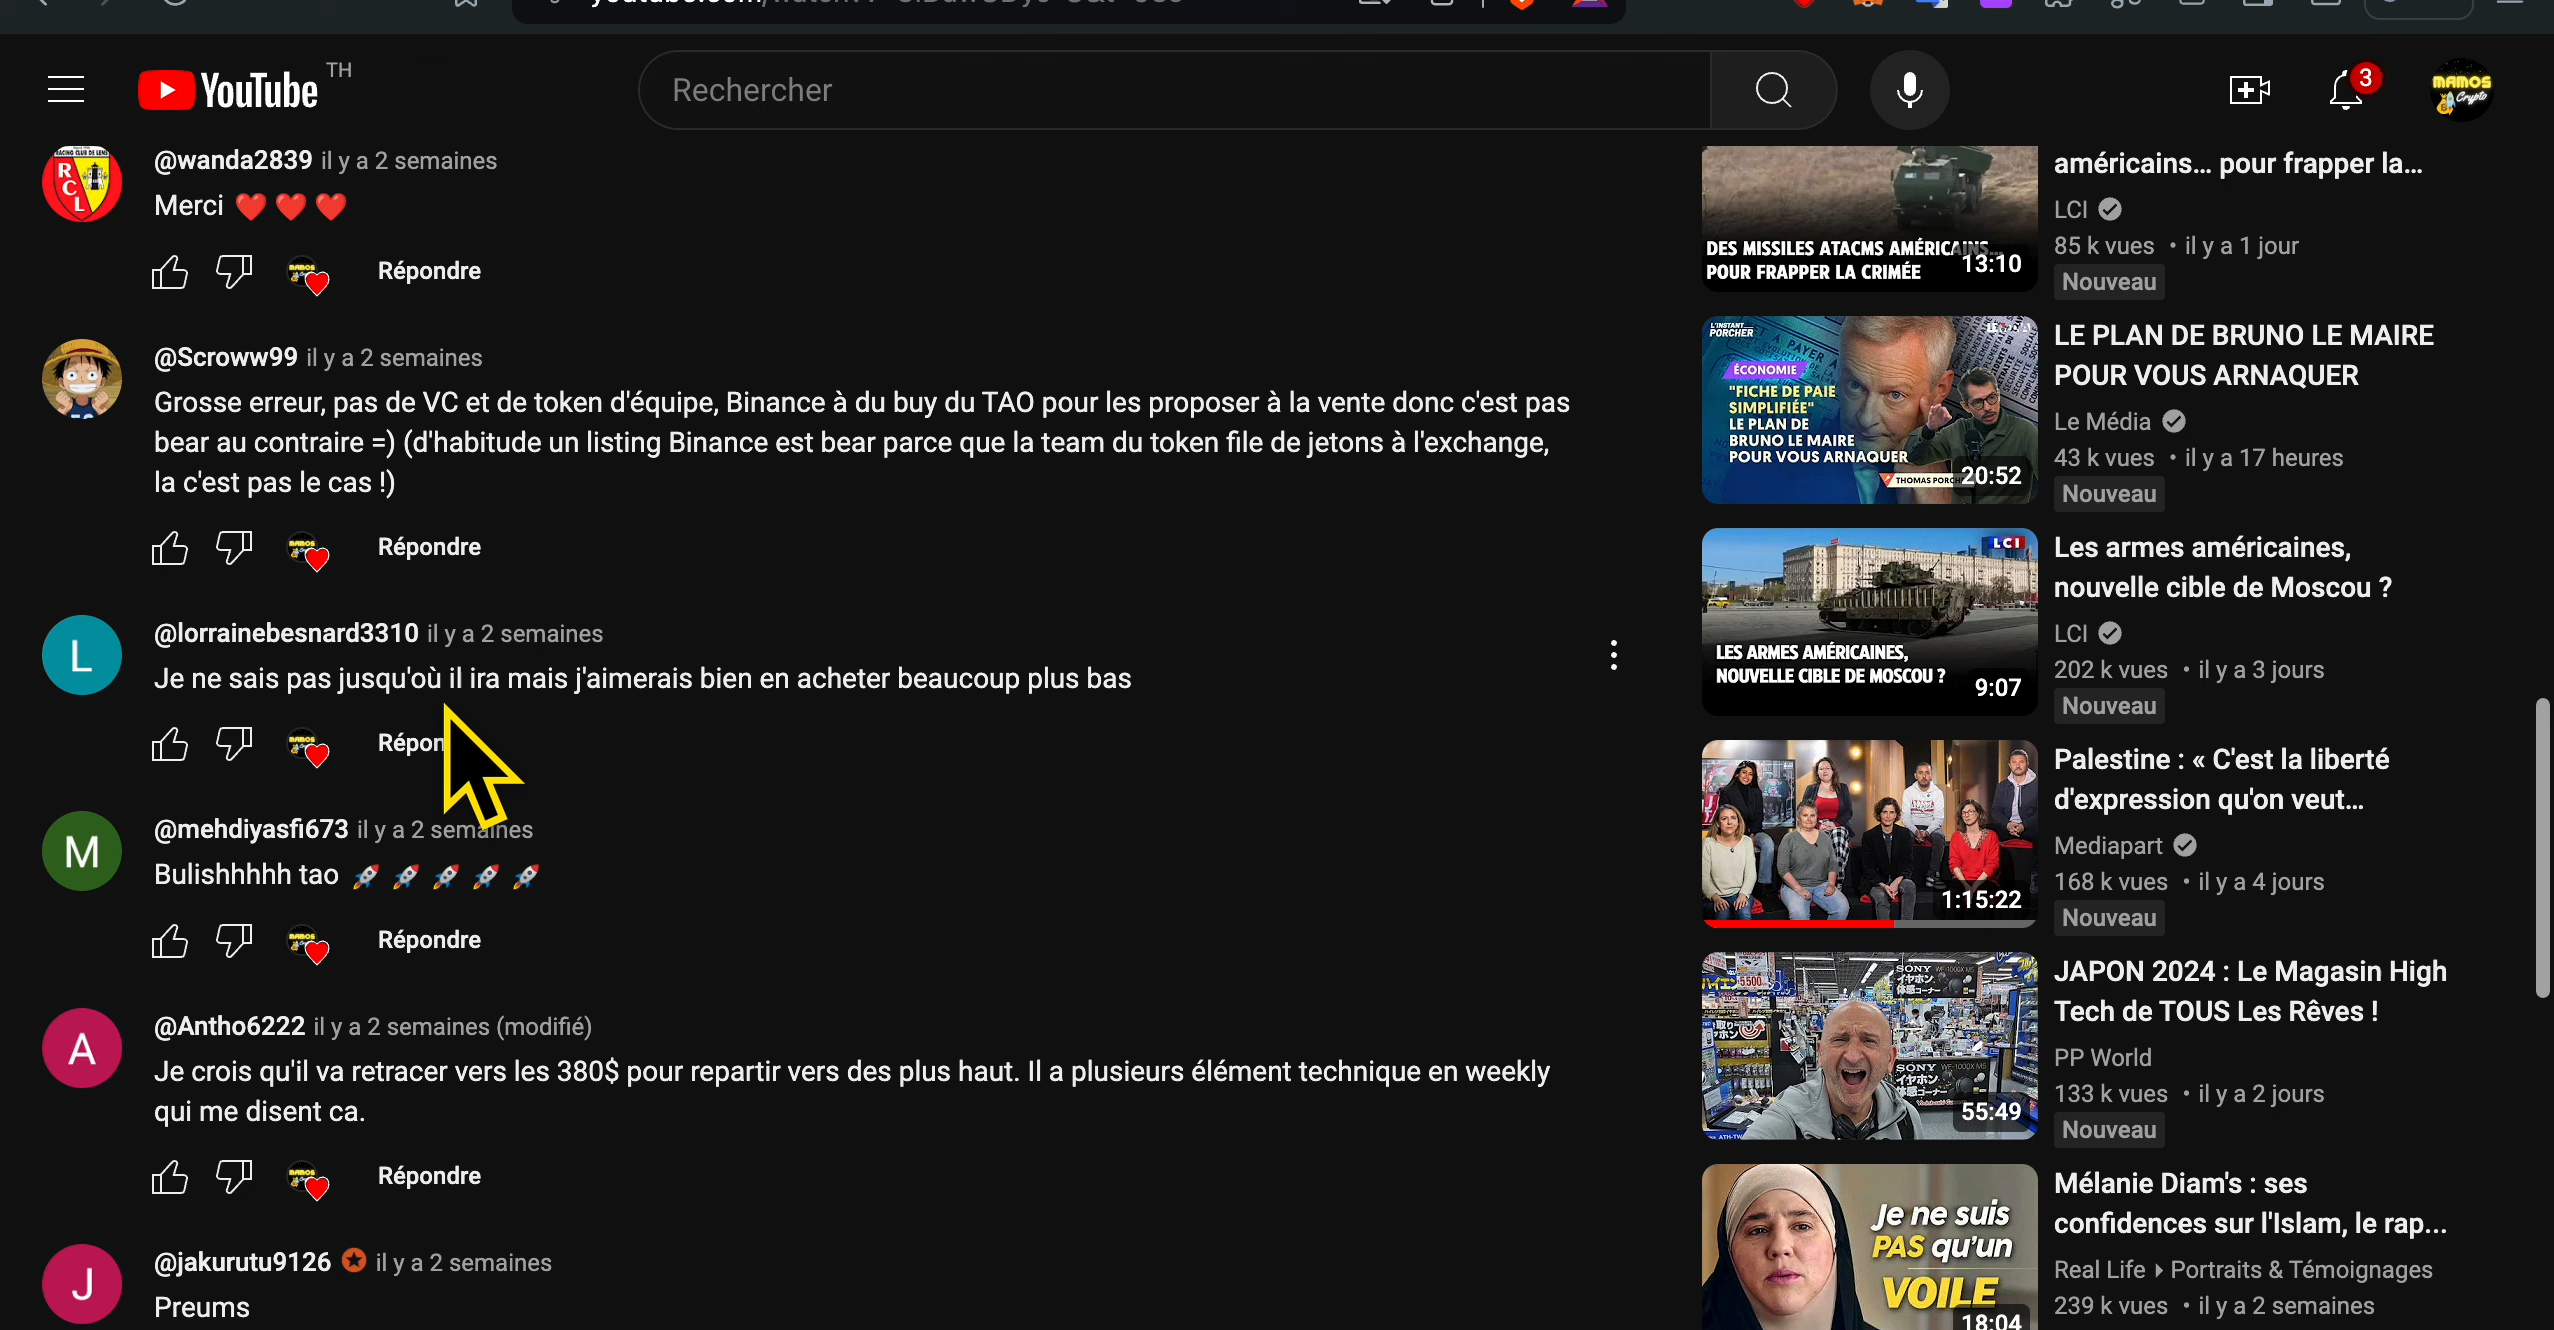 YouTube TH
Rechercher
3
@wanda2839 il y a 2 semaines
Merci ❤️ ❤️ ❤️
Répondre
@Scroww99 il y a 2 semaines
Grosse erreur, pas de VC et de token d'équipe, Binance à du buy du TAO pour les proposer à la vente donc c'est pas
bear au contraire =) (d'habitude un listing Binance est bear parce que la team du token file de jetons à l'exchange,
la c'est pas le cas !)
Répondre
L
@lorrainebesnard3310 il y a 2 semaines
Je ne sais pas jusqu'où il ira mais j'aimerais bien en acheter beaucoup plus bas
Répon
M
@mehdiyasfi673 il y a 2 semaines
Bulishhhhh tao 🚀 🚀 🚀 🚀 🚀
Répondre
A
@Antho6222 il y a 2 semaines (modifié)
Je crois qu'il va retracer vers les 380$ pour repartir vers des plus haut. Il a plusieurs élément technique en weekly
qui me disent ca.
Répondre
J
@jakurutu9126 il y a 2 semaines
Preums
DES MISSILES ATACMS AMÉRICAINS...
POUR FRAPPER LA CRIMÉE
13:10
américains... pour frapper la...
LCI
85 k vues • il y a 1 jour
Nouveau
L'INSTANT
PORCHER
ÉCONOMIE
"FICHE DE PAIE
SIMPLIFIÉE"
LE PLAN DE
BRUNO LE MAIRE
POUR VOUS ARNAQUER
20:52
LE PLAN DE BRUNO LE MAIRE
POUR VOUS ARNAQUER
Le Média
43 k vues • il y a 17 heures
Nouveau
LCI
LES ARMES AMÉRICAINES,
NOUVELLE CIBLE DE MOSCOU ?
9:07
Les armes américaines,
nouvelle cible de Moscou ?
LCI
202 k vues • il y a 3 jours
Nouveau
1:15:22
Palestine : « C'est la liberté
d'expression qu'on veut...
Mediapart
168 k vues • il y a 4 jours
Nouveau
SONY
SONY
55:49
JAPON 2024 : Le Magasin High
Tech de TOUS Les Rêves !
PP World
133 k vues • il y a 2 jours
Nouveau
Je ne suis
PAS qu'un
VOILE
18:04
Mélanie Diam's : ses
confidences sur l'Islam, le rap...
Real Life ▸ Portraits & Témoignages
239 k vues • il y a 2 semaines